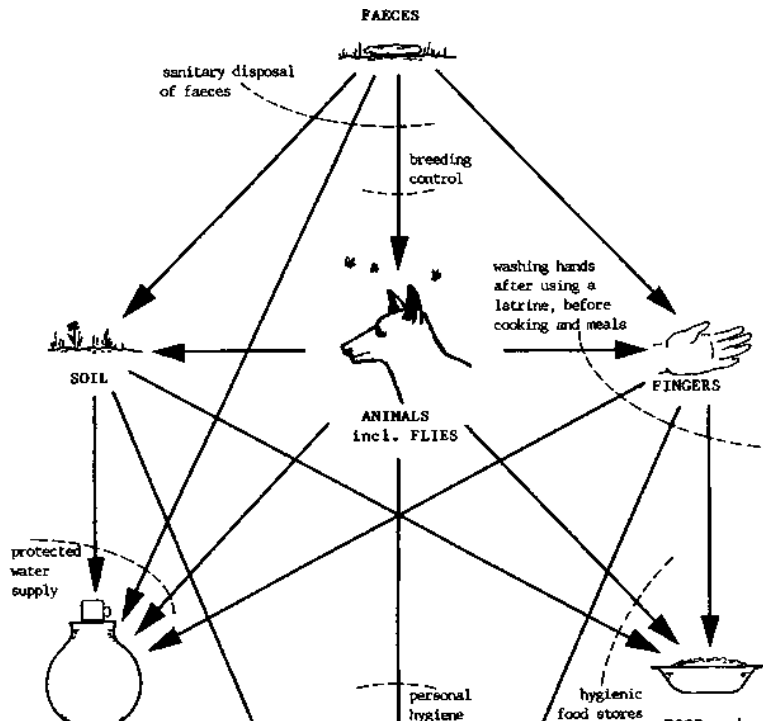 FAECES
sanitary disposal
of faeces
breeding
control
washing hands
after using a
latrine, before
cooking and meals
SOIL
FINGERS
ANIMALS
incl. FLIES
protected
water
supply
personal
hygiene
hygienic
food stores